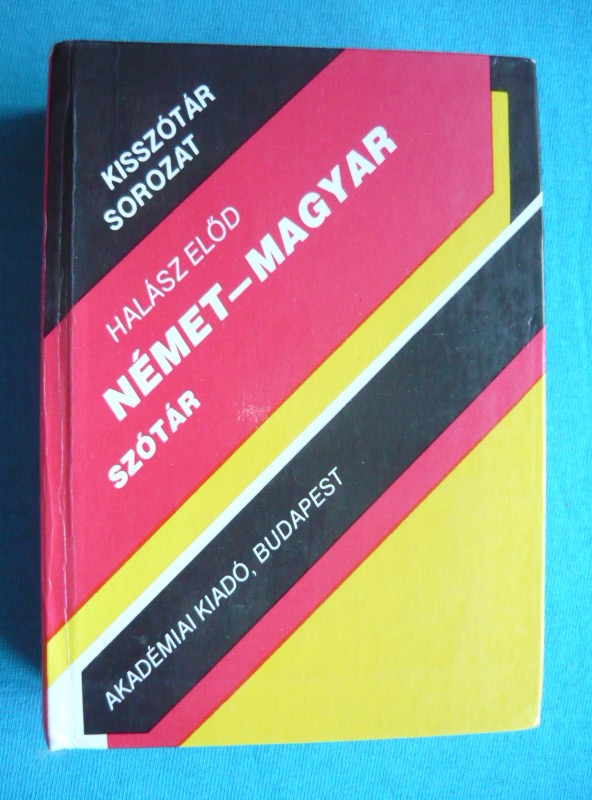 KISSZÓTÁR
SOROZAT
HALÁSZ ELŐD
NÉMET–MAGYAR
SZÓTÁR
AKADÉMIAI KIADÓ, BUDAPEST